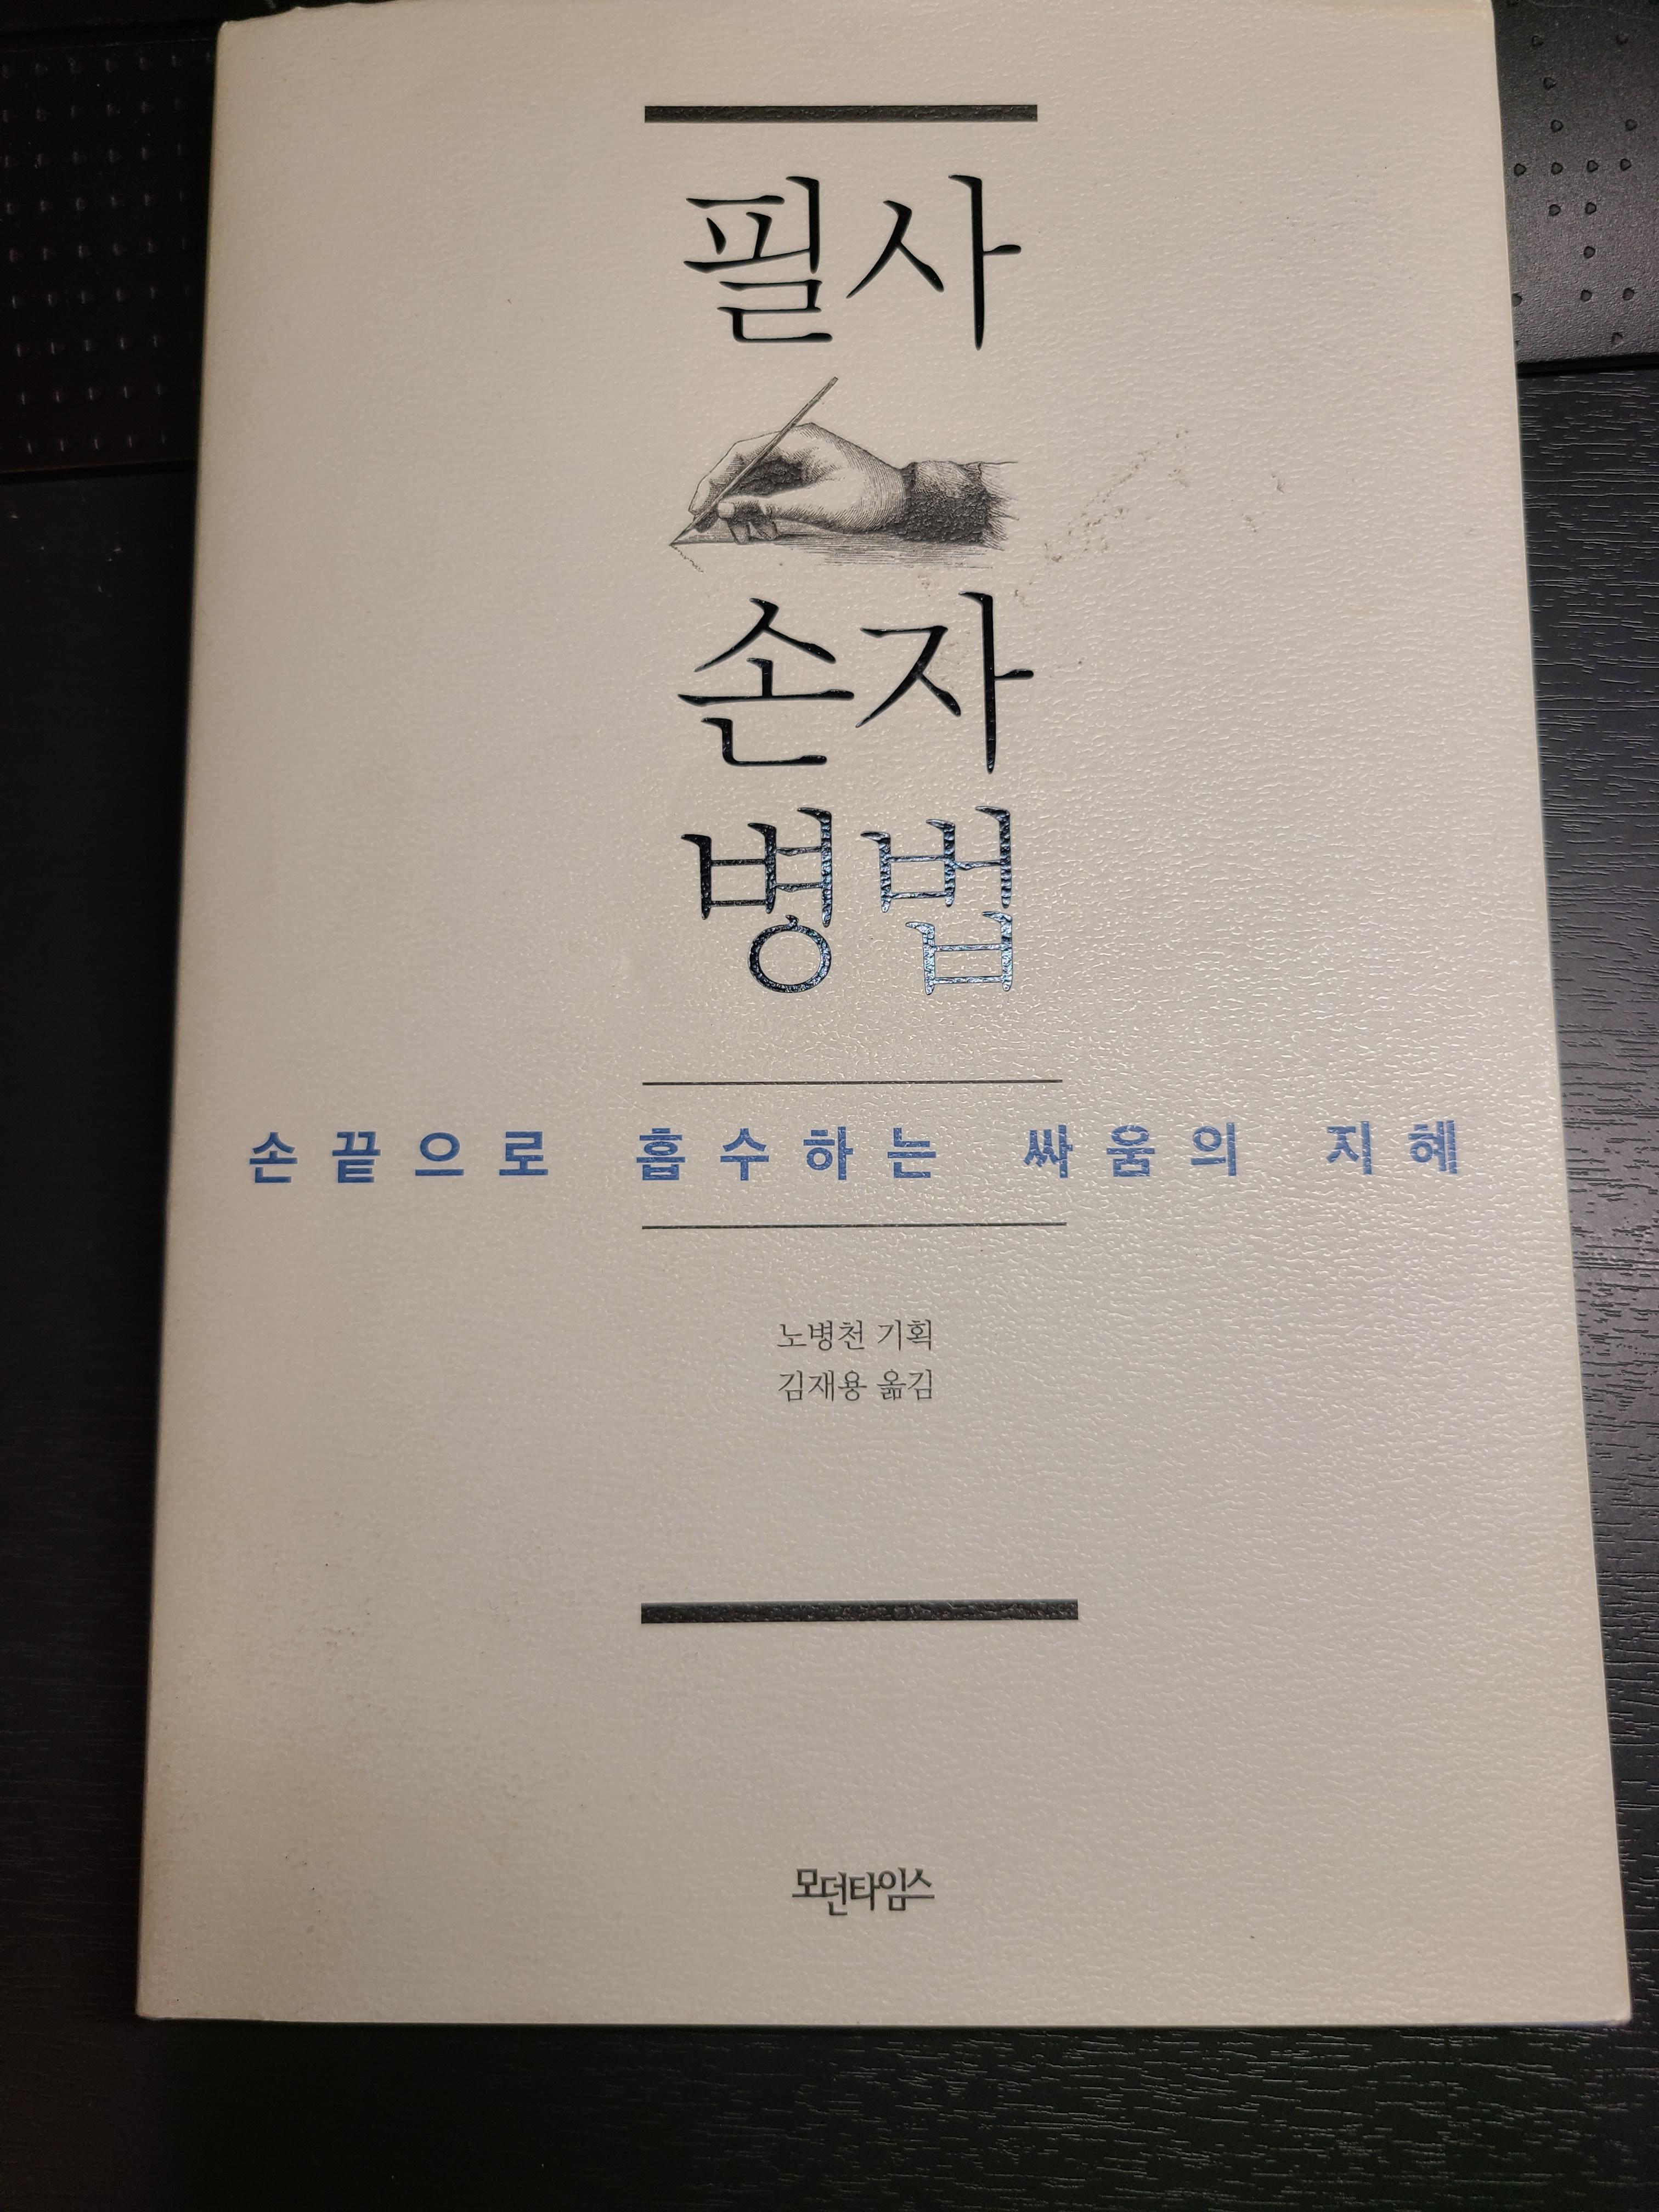 필사
손자
병법
손끝으로 흡수하는 싸움의 지혜
노병천 기획
김재용 옮김
모던타임스